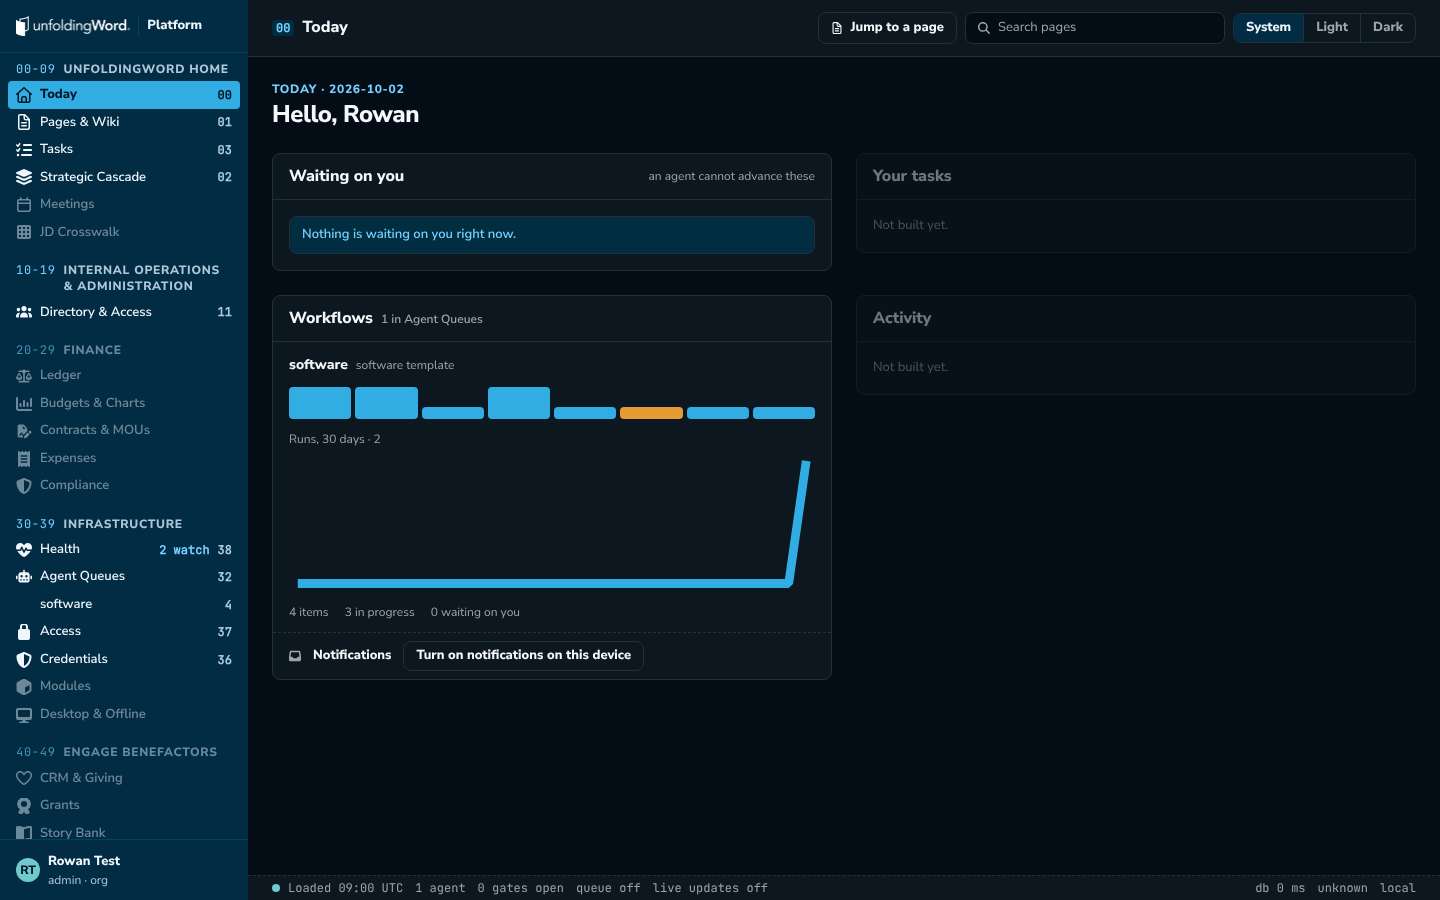 unfoldingWord® Platform
00-09 UNFOLDINGWORD HOME
Today 00
Pages & Wiki 01
Tasks 03
Strategic Cascade 02
Meetings
JD Crosswalk
10-19 INTERNAL OPERATIONS
& ADMINISTRATION
Directory & Access 11
20-29 FINANCE
Ledger
Budgets & Charts
Contracts & MOUs
Expenses
Compliance
30-39 INFRASTRUCTURE
Health 2 watch 38
Agent Queues 32
software 4
Access 37
Credentials 36
Modules
Desktop & Offline
40-49 ENGAGE BENEFACTORS
CRM & Giving
Grants
Story Bank
RT Rowan Test
admin · org
00 Today
Jump to a page
Search pages
System Light Dark
TODAY · 2026-10-02
Hello, Rowan
Waiting on you an agent cannot advance these
Nothing is waiting on you right now.
Your tasks
Not built yet.
Workflows 1 in Agent Queues
software software template
Runs, 30 days · 2
4 items 3 in progress 0 waiting on you
Notifications Turn on notifications on this device
Activity
Not built yet.
Loaded 09:00 UTC 1 agent 0 gates open queue off live updates off
db 0 ms unknown local